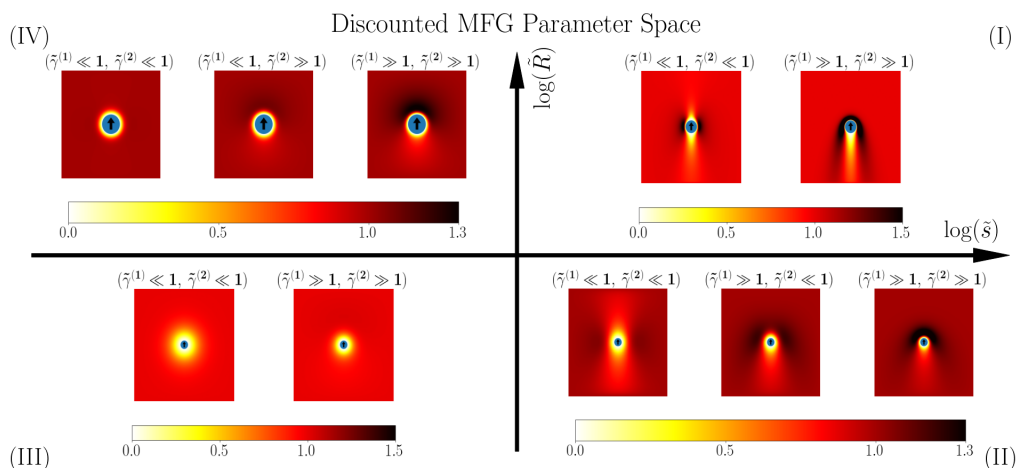 Discounted MFG Parameter Space
(IV)
(γ̃⁽¹⁾ ≪ 1, γ̃⁽²⁾ ≪ 1) (γ̃⁽¹⁾ ≪ 1, γ̃⁽²⁾ ≫ 1) (γ̃⁽¹⁾ ≫ 1, γ̃⁽²⁾ ≫ 1)
0.0 0.5 1.0 1.3
log(R̃)
(I)
(γ̃⁽¹⁾ ≪ 1, γ̃⁽²⁾ ≪ 1) (γ̃⁽¹⁾ ≫ 1, γ̃⁽²⁾ ≫ 1)
0.0 0.5 1.0 1.5
log(s̃)
(γ̃⁽¹⁾ ≪ 1, γ̃⁽²⁾ ≪ 1) (γ̃⁽¹⁾ ≫ 1, γ̃⁽²⁾ ≫ 1)
0.0 0.5 1.0 1.5
(III)
(γ̃⁽¹⁾ ≪ 1, γ̃⁽²⁾ ≪ 1) (γ̃⁽¹⁾ ≫ 1, γ̃⁽²⁾ ≪ 1) (γ̃⁽¹⁾ ≫ 1, γ̃⁽²⁾ ≫ 1)
0.0 0.5 1.0 1.3
(II)